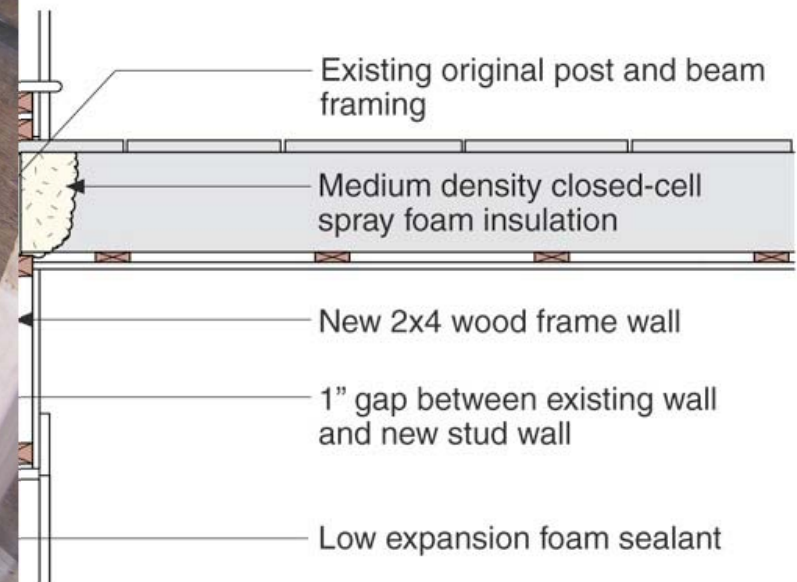 Existing original post and beam
framing
Medium density closed-cell
spray foam insulation
New 2x4 wood frame wall
1” gap between existing wall
and new stud wall
Low expansion foam sealant